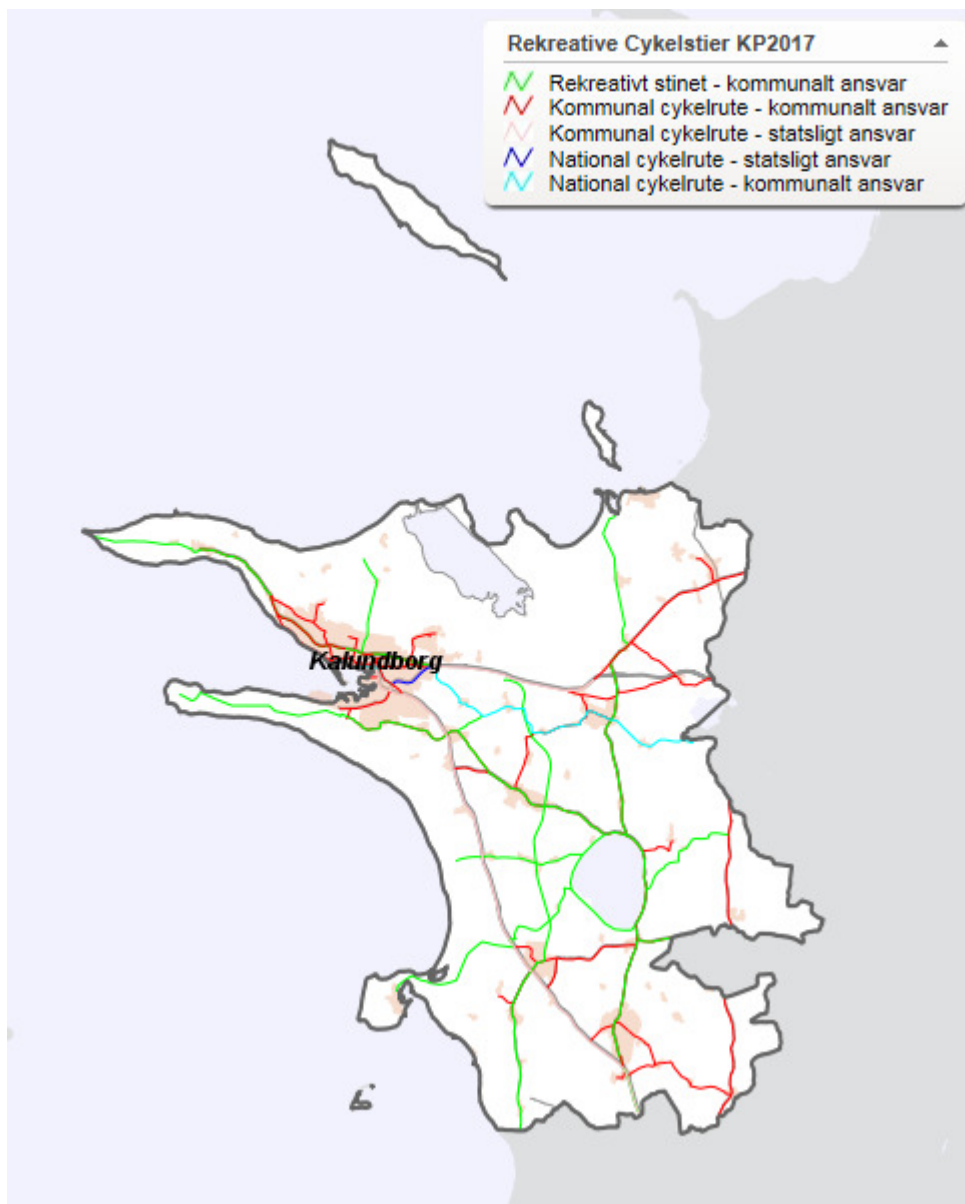 Rekreative Cykelstier KP2017
Rekreativt stinet - kommunalt ansvar
Kommunal cykelrute - kommunalt ansvar
Kommunal cykelrute - statsligt ansvar
National cykelrute - statsligt ansvar
National cykelrute - kommunalt ansvar
Kalundborg